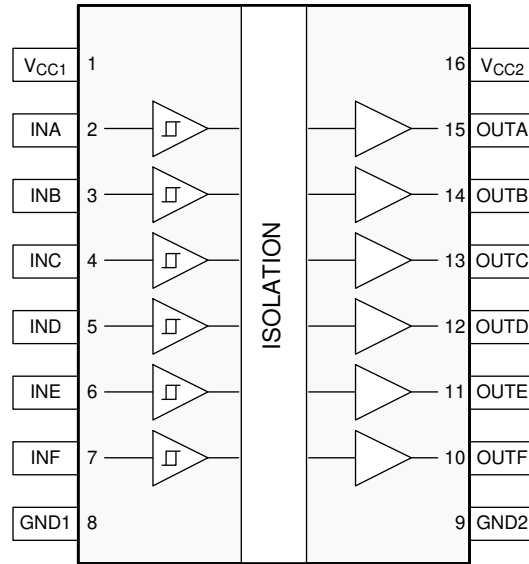 VCC1 1 16 VCC2
INA 2 15 OUTA
INB 3 14 OUTB
INC 4 13 OUTC
IND 5 12 OUTD
INE 6 11 OUTE
INF 7 10 OUTF
GND1 8 9 GND2
ISOLATION